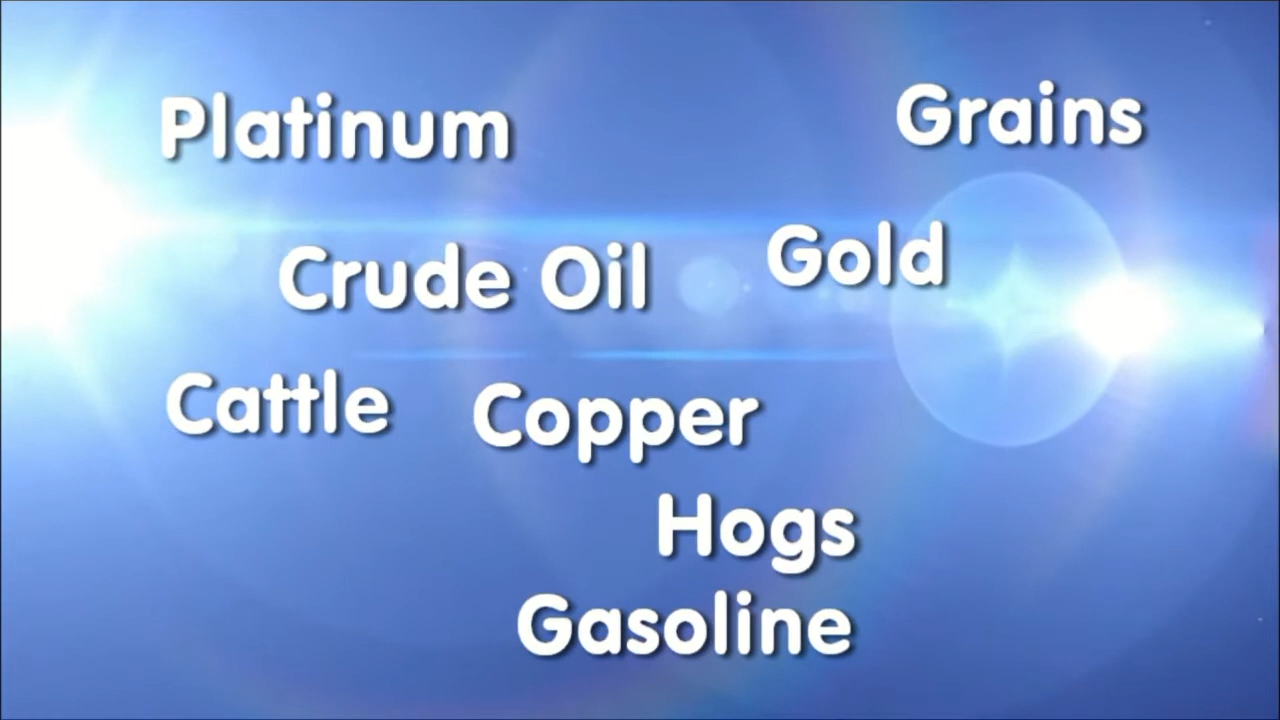 Platinum
Grains
Crude Oil
Gold
Cattle
Copper
Hogs
Gasoline